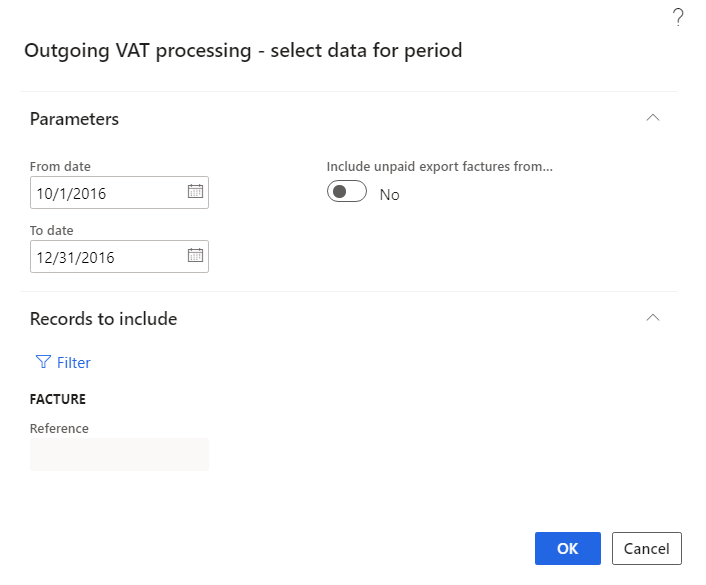 ?
Outgoing VAT processing - select data for period
Parameters
From date
10/1/2016
Include unpaid export factures from...
No
To date
12/31/2016
Records to include
Filter
FACTURE
Reference
OK
Cancel